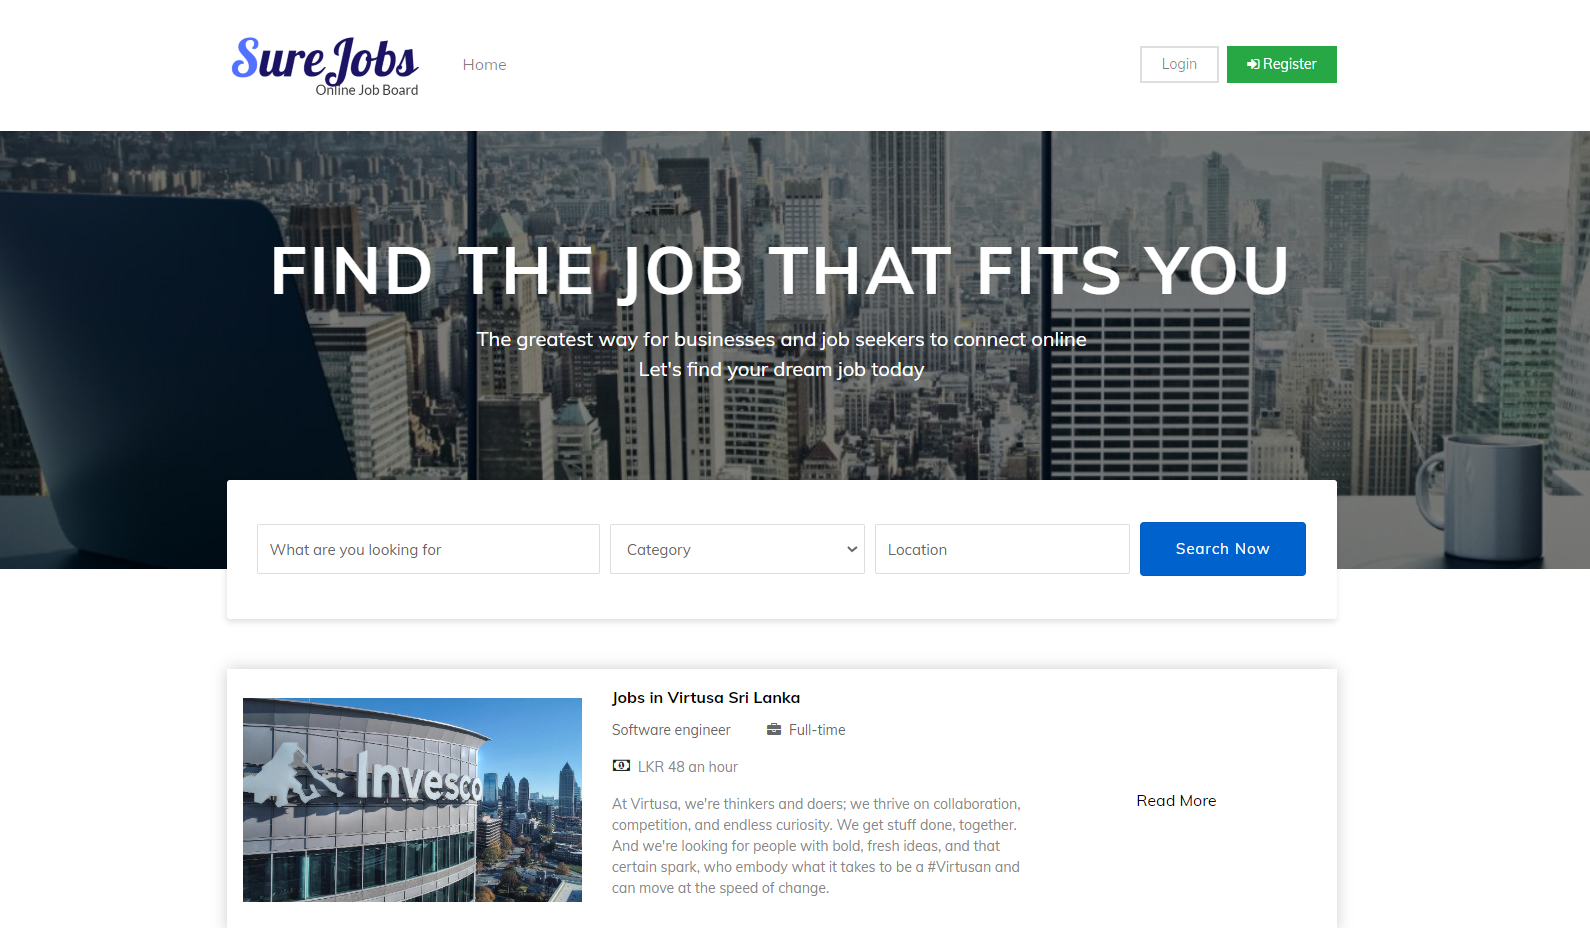 SureJobs
Online Job Board
Home
Login
Register
FIND THE JOB THAT FITS YOU
The greatest way for businesses and job seekers to connect online
Let's find your dream job today
What are you looking for
Category
Location
Search Now
Invesco
Jobs in Virtusa Sri Lanka
Software engineer
Full-time
LKR 48 an hour
At Virtusa, we're thinkers and doers; we thrive on collaboration,
competition, and endless curiosity. We get stuff done, together.
And we're looking for people with bold, fresh ideas, and that
certain spark, who embody what it takes to be a #Virtusan and
can move at the speed of change.
Read More